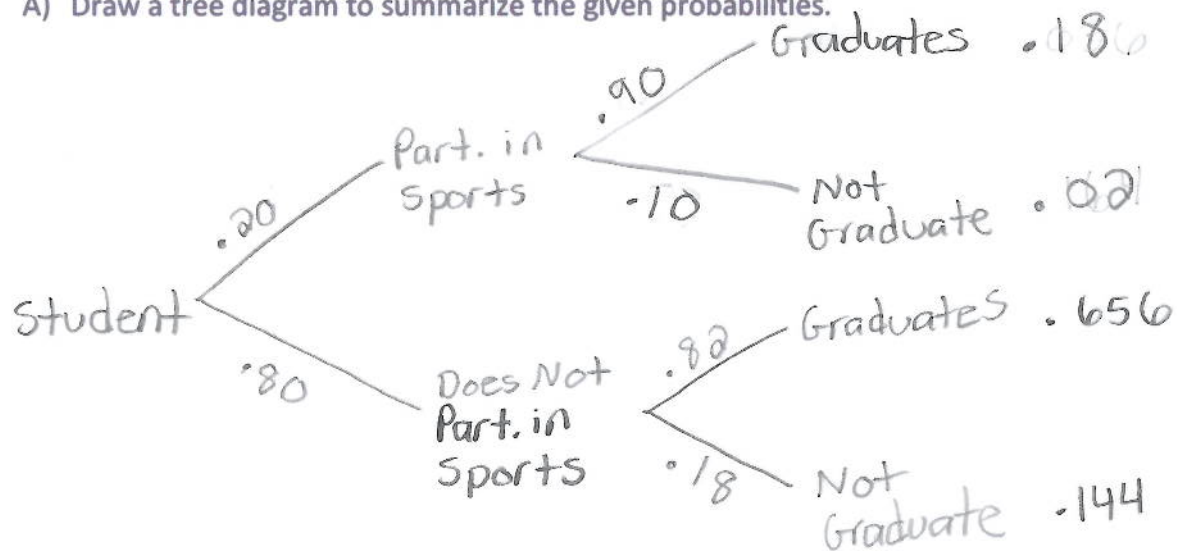 A) Draw a tree diagram to summarize the given probabilities.
Graduates .18
.90
Part. in
Sports
.20
.10
Not
Graduate .02
Student
.80
Does Not
Part. in
Sports
.82
Graduates .656
.18
Not
Graduate .144